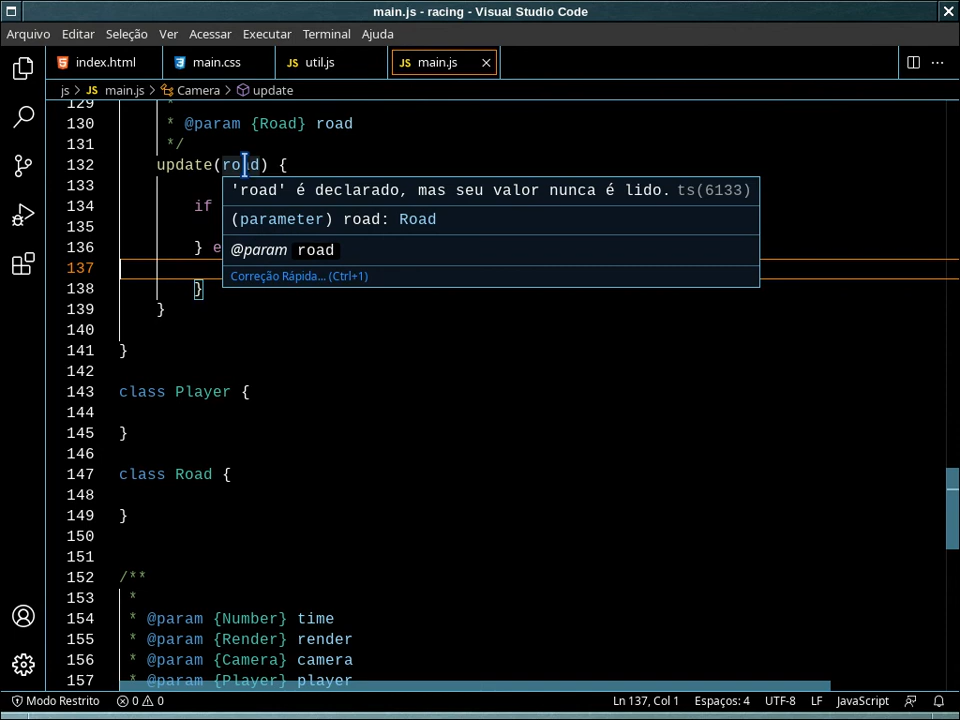 main.js - racing - Visual Studio Code
Arquivo Editar Seleção Ver Acessar Executar Terminal Ajuda
index.html main.css JS util.js JS main.js
js > JS main.js > Camera > update
129 *
130 * @param {Road} road
131 */
132 update(road) {
133
134 if
135
136 } e
137
138 }
139 }
140
141 }
142
143 class Player {
144
145 }
146
147 class Road {
148
149 }
150
151
152 /**
153 *
154 * @param {Number} time
155 * @param {Render} render
156 * @param {Camera} camera
157 * @param {Player} player
'road' é declarado, mas seu valor nunca é lido. ts(6133)
(parameter) road: Road
@param road
Correção Rápida... (Ctrl+1)
Modo Restrito 0 0 Ln 137, Col 1 Espaços: 4 UTF-8 LF JavaScript